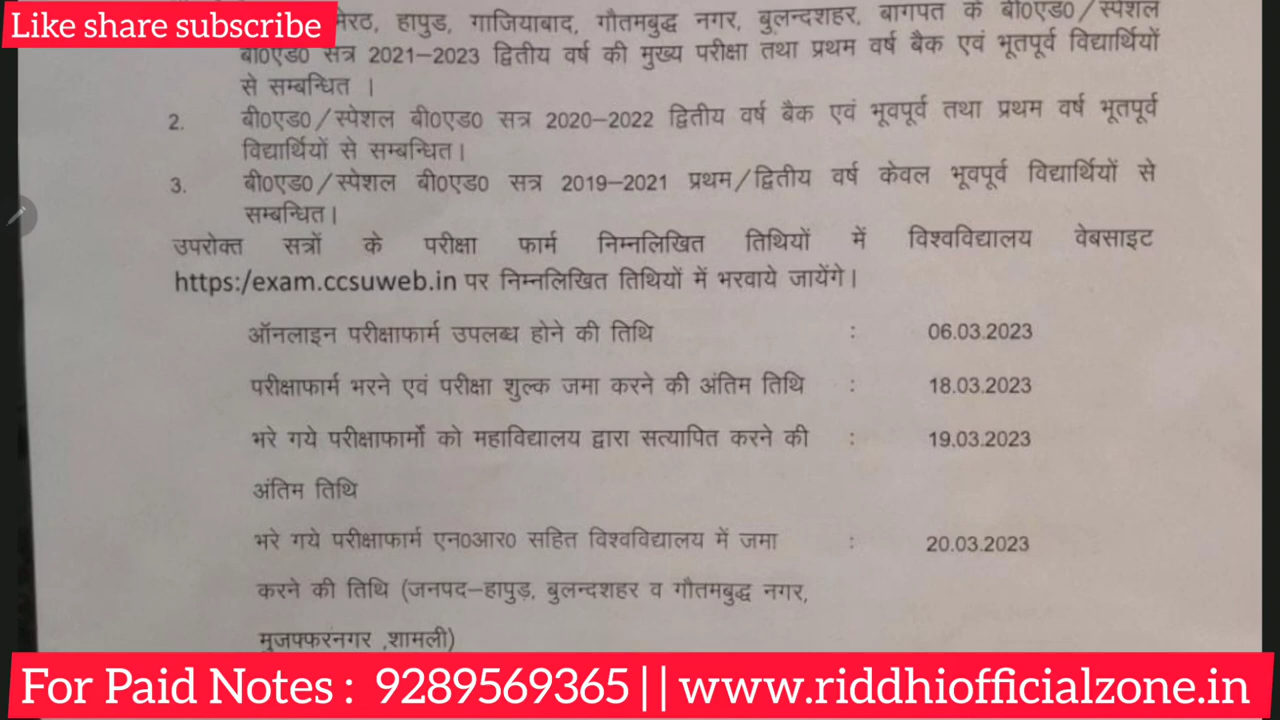 Like share subscribe
मेरठ, हापुड, गाजियाबाद, गौतमबुद्ध नगर, बुलन्दशहर, बागपत के बी0एड0/स्पेशल
बी0एड0 सत्र 2021–2023 द्वितीय वर्ष की मुख्य परीक्षा तथा प्रथम वर्ष बैक एवं भूतपूर्व विद्यार्थियों
से सम्बन्धित ।
2. बी0एड0/स्पेशल बी0एड0 सत्र 2020–2022 द्वितीय वर्ष बैक एवं भूवपूर्व तथा प्रथम वर्ष भूतपूर्व
विद्यार्थियों से सम्बन्धित।
3. बी0एड0/स्पेशल बी0एड0 सत्र 2019–2021 प्रथम/द्वितीय वर्ष केवल भूवपूर्व विद्यार्थियों से
सम्बन्धित।
उपरोक्त सत्रों के परीक्षा फार्म निम्नलिखित तिथियों में विश्वविद्यालय वेबसाइट
https:/exam.ccsuweb.in पर निम्नलिखित तिथियों में भरवाये जायेंगे।
ऑनलाइन परीक्षाफार्म उपलब्ध होने की तिथि : 06.03.2023
परीक्षाफार्म भरने एवं परीक्षा शुल्क जमा करने की अंतिम तिथि : 18.03.2023
भरे गये परीक्षाफार्मो को महाविद्यालय द्वारा सत्यापित करने की : 19.03.2023
अंतिम तिथि
भरे गये परीक्षाफार्म एन0आर0 सहित विश्वविद्यालय में जमा : 20.03.2023
करने की तिथि (जनपद–हापुड़, बुलन्दशहर व गौतमबुद्ध नगर,
मुजफ्फरनगर ,शामली)
For Paid Notes : 9289569365 || www.riddhiofficialzone.in